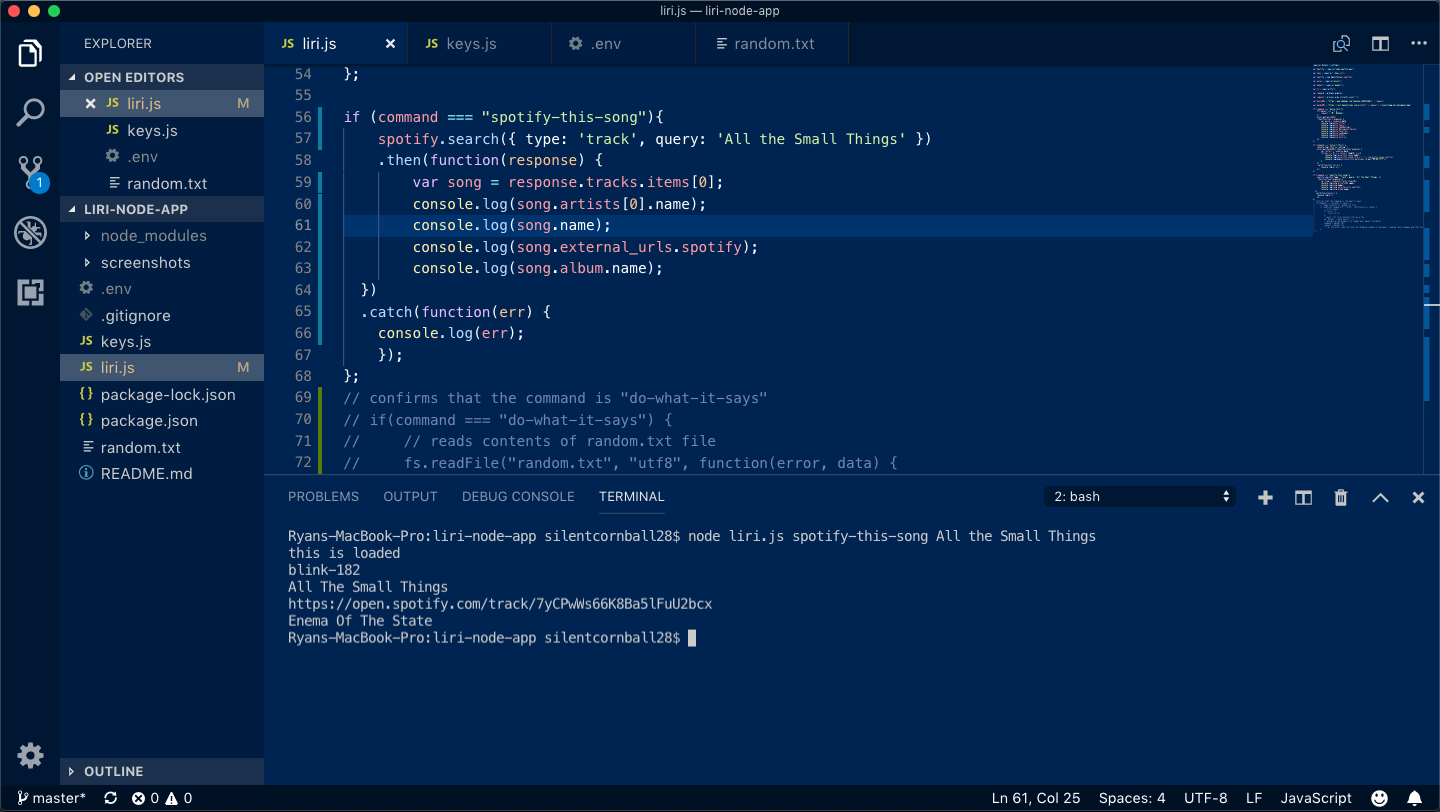 liri.js — liri-node-app
EXPLORER
OPEN EDITORS
JS liri.js M
JS keys.js
.env
random.txt
LIRI-NODE-APP
node_modules
screenshots
.env
.gitignore
JS keys.js
JS liri.js M
{} package-lock.json
{} package.json
random.txt
README.md
OUTLINE
1
JS liri.js
JS keys.js
.env
random.txt
54 };
55
56 if (command === "spotify-this-song"){
57 spotify.search({ type: 'track', query: 'All the Small Things' })
58 .then(function(response) {
59 var song = response.tracks.items[0];
60 console.log(song.artists[0].name);
61 console.log(song.name);
62 console.log(song.external_urls.spotify);
63 console.log(song.album.name);
64 })
65 .catch(function(err) {
66 console.log(err);
67 });
68 };
69 // confirms that the command is "do-what-it-says"
70 // if(command === "do-what-it-says") {
71 // // reads contents of random.txt file
72 // fs.readFile("random.txt", "utf8", function(error, data) {
PROBLEMS OUTPUT DEBUG CONSOLE TERMINAL 2: bash
Ryans-MacBook-Pro:liri-node-app silentcornball28$ node liri.js spotify-this-song All the Small Things
this is loaded
blink-182
All The Small Things
https://open.spotify.com/track/7yCPwWs66K8Ba5lFuU2bcx
Enema Of The State
Ryans-MacBook-Pro:liri-node-app silentcornball28$
master* 0 0 Ln 61, Col 25 Spaces: 4 UTF-8 LF JavaScript